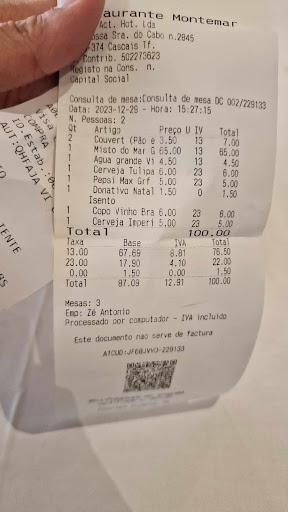 aurante Montemar
Act. Hot. Lda
ossa Sra. do Cabo n.2845
-374 Cascais Tf.
Contrib. 502273623
Registo na Cons. n.
Capital Social
Consulta de mesa:Consulta de mesa DC 002/229133
Data: 2023-12-29 - Hora: 15:27:15
N. Pessoas: 2
Qt Artigo Preço U IV Total
2 Couvert (Pão e 3.50 13 7.00
1 Misto do Mar G 65.00 13 65.00
1 Agua grande Vi 4.50 13 4.50
1 Cerveja Tulipa 6.00 23 6.00
1 Pepsi Max Grf 5.00 23 5.00
1 Donativo Natal 1.50 0 1.50
Isento
1 Copo Vinho Bra 6.00 23 6.00
1 Cerveja Imperi 5.00 23 5.00
Total 100.00
Taxa Base IVA Total
13.00 67.69 8.81 76.50
23.00 17.90 4.10 22.00
0.00 1.50 0.00 1.50
Total 87.09 12.91 100.00
Mesas: 3
Emp: Zé Antonio
Processado por computador - IVA incluido
Este documento nao serve de factura
ATCUD:JF6BJVYJ-229133
Visa
COMPRA